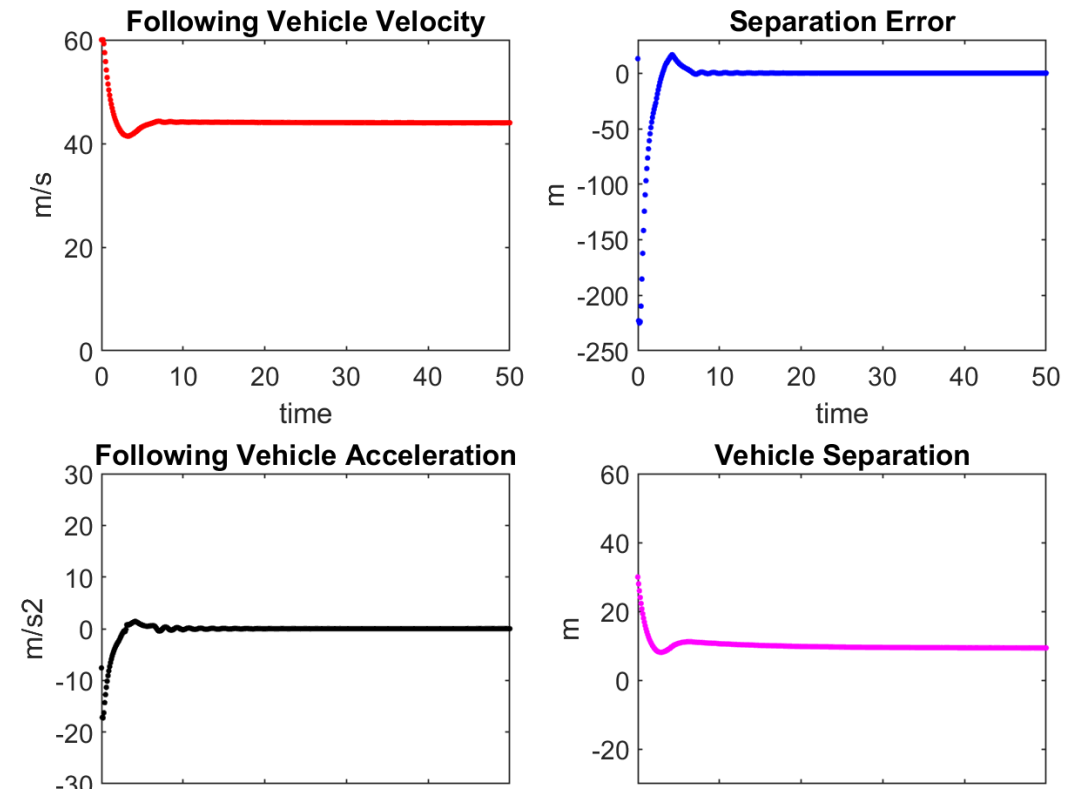 Following Vehicle Velocity
60
40
20
0
m/s
0 10 20 30 40 50
time
Separation Error
0
-50
-100
-150
-200
-250
m
0 10 20 30 40 50
time
Following Vehicle Acceleration
30
20
10
0
-10
-20
-30
m/s2
Vehicle Separation
60
40
20
0
-20
m